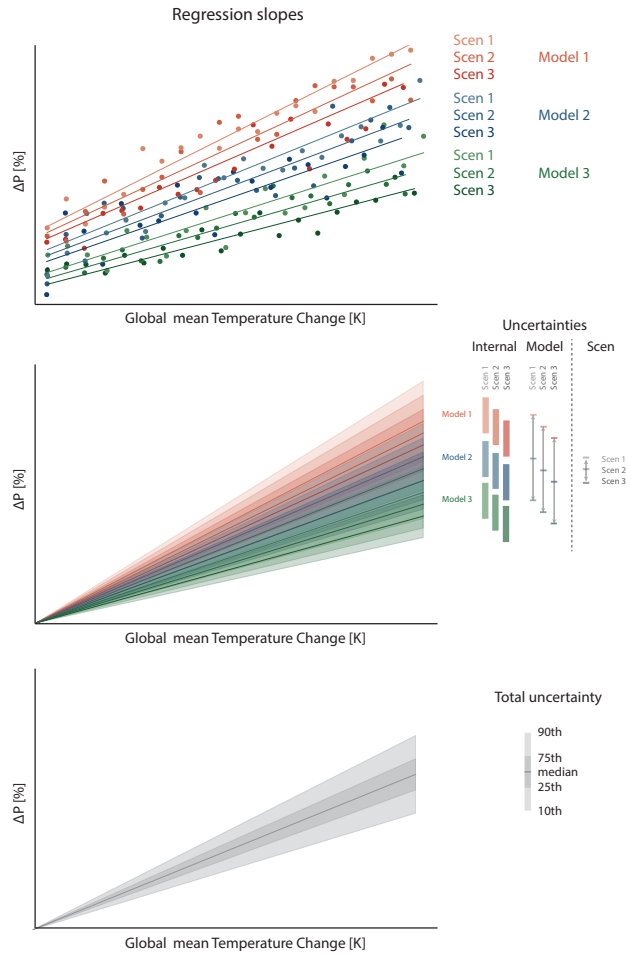 Regression slopes
Scen 1
Scen 2 Model 1
Scen 3
Scen 1
Scen 2 Model 2
Scen 3
Scen 1
Scen 2 Model 3
Scen 3
ΔP [%]
Global mean Temperature Change [K]
Uncertainties
Internal Model Scen
Scen 1 Scen 2 Scen 3 Scen 1 Scen 2 Scen 3
Model 1
Model 2
Model 3
Scen 1
Scen 2
Scen 3
ΔP [%]
Global mean Temperature Change [K]
Total uncertainty
90th
75th
median
25th
10th
ΔP [%]
Global mean Temperature Change [K]